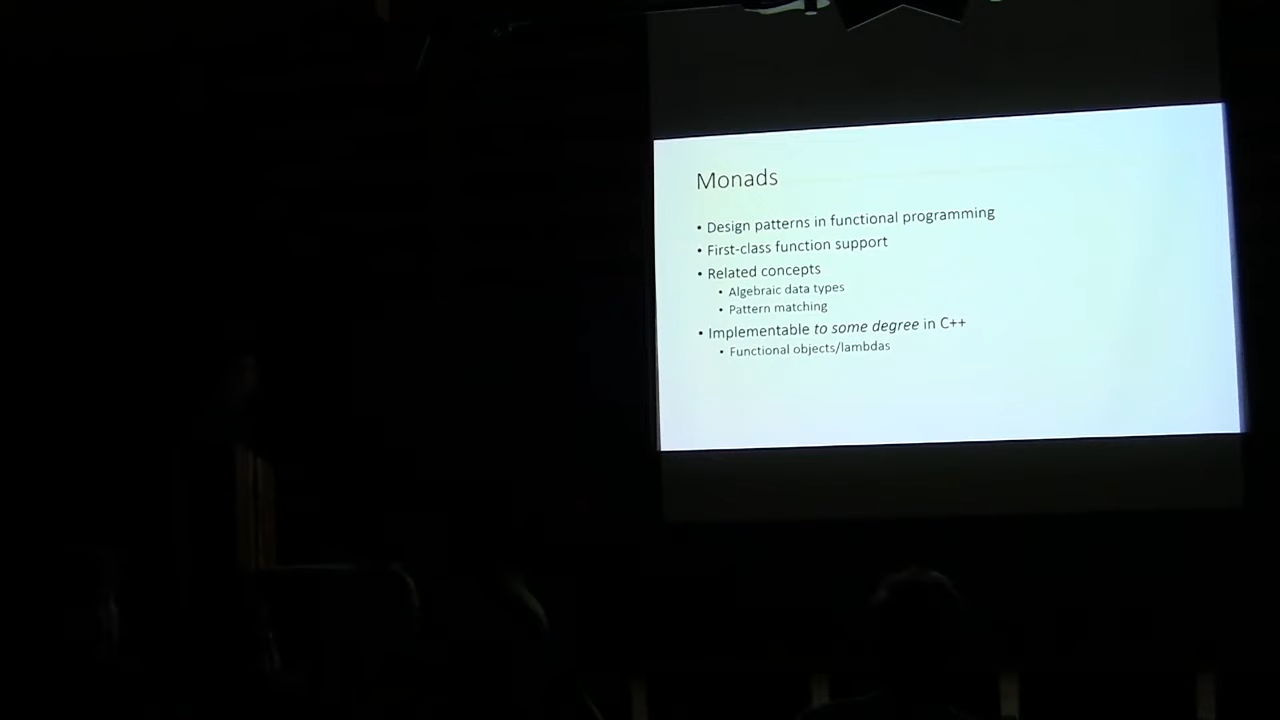 Monads
• Design patterns in functional programming
• First-class function support
• Related concepts
• Algebraic data types
• Pattern matching
• Implementable to some degree in C++
• Functional objects/lambdas